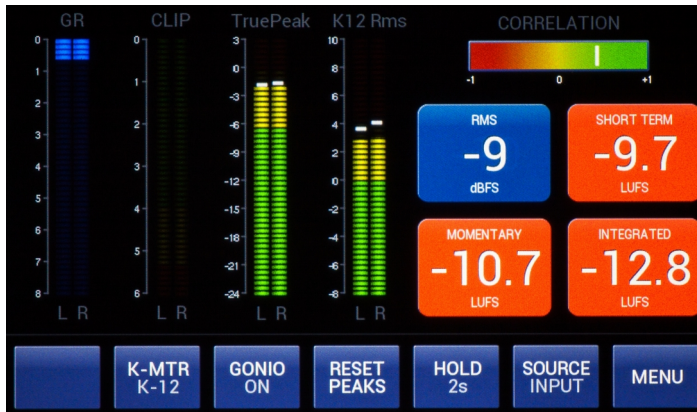 GR
CLIP
TruePeak
K12 Rms
CORRELATION
0
1
2
3
4
5
6
7
8
0
1
2
3
4
5
6
3
0
-3
-6
-9
-12
-15
-18
-21
-24
10
8
6
4
2
0
-2
-4
-6
-8
L R
L R
L R
L R
-1
0
+1
RMS
-9
dBFS
SHORT TERM
-9.7
LUFS
MOMENTARY
-10.7
LUFS
INTEGRATED
-12.8
LUFS
K-MTR
K-12
GONIO
ON
RESET
PEAKS
HOLD
2s
SOURCE
INPUT
MENU